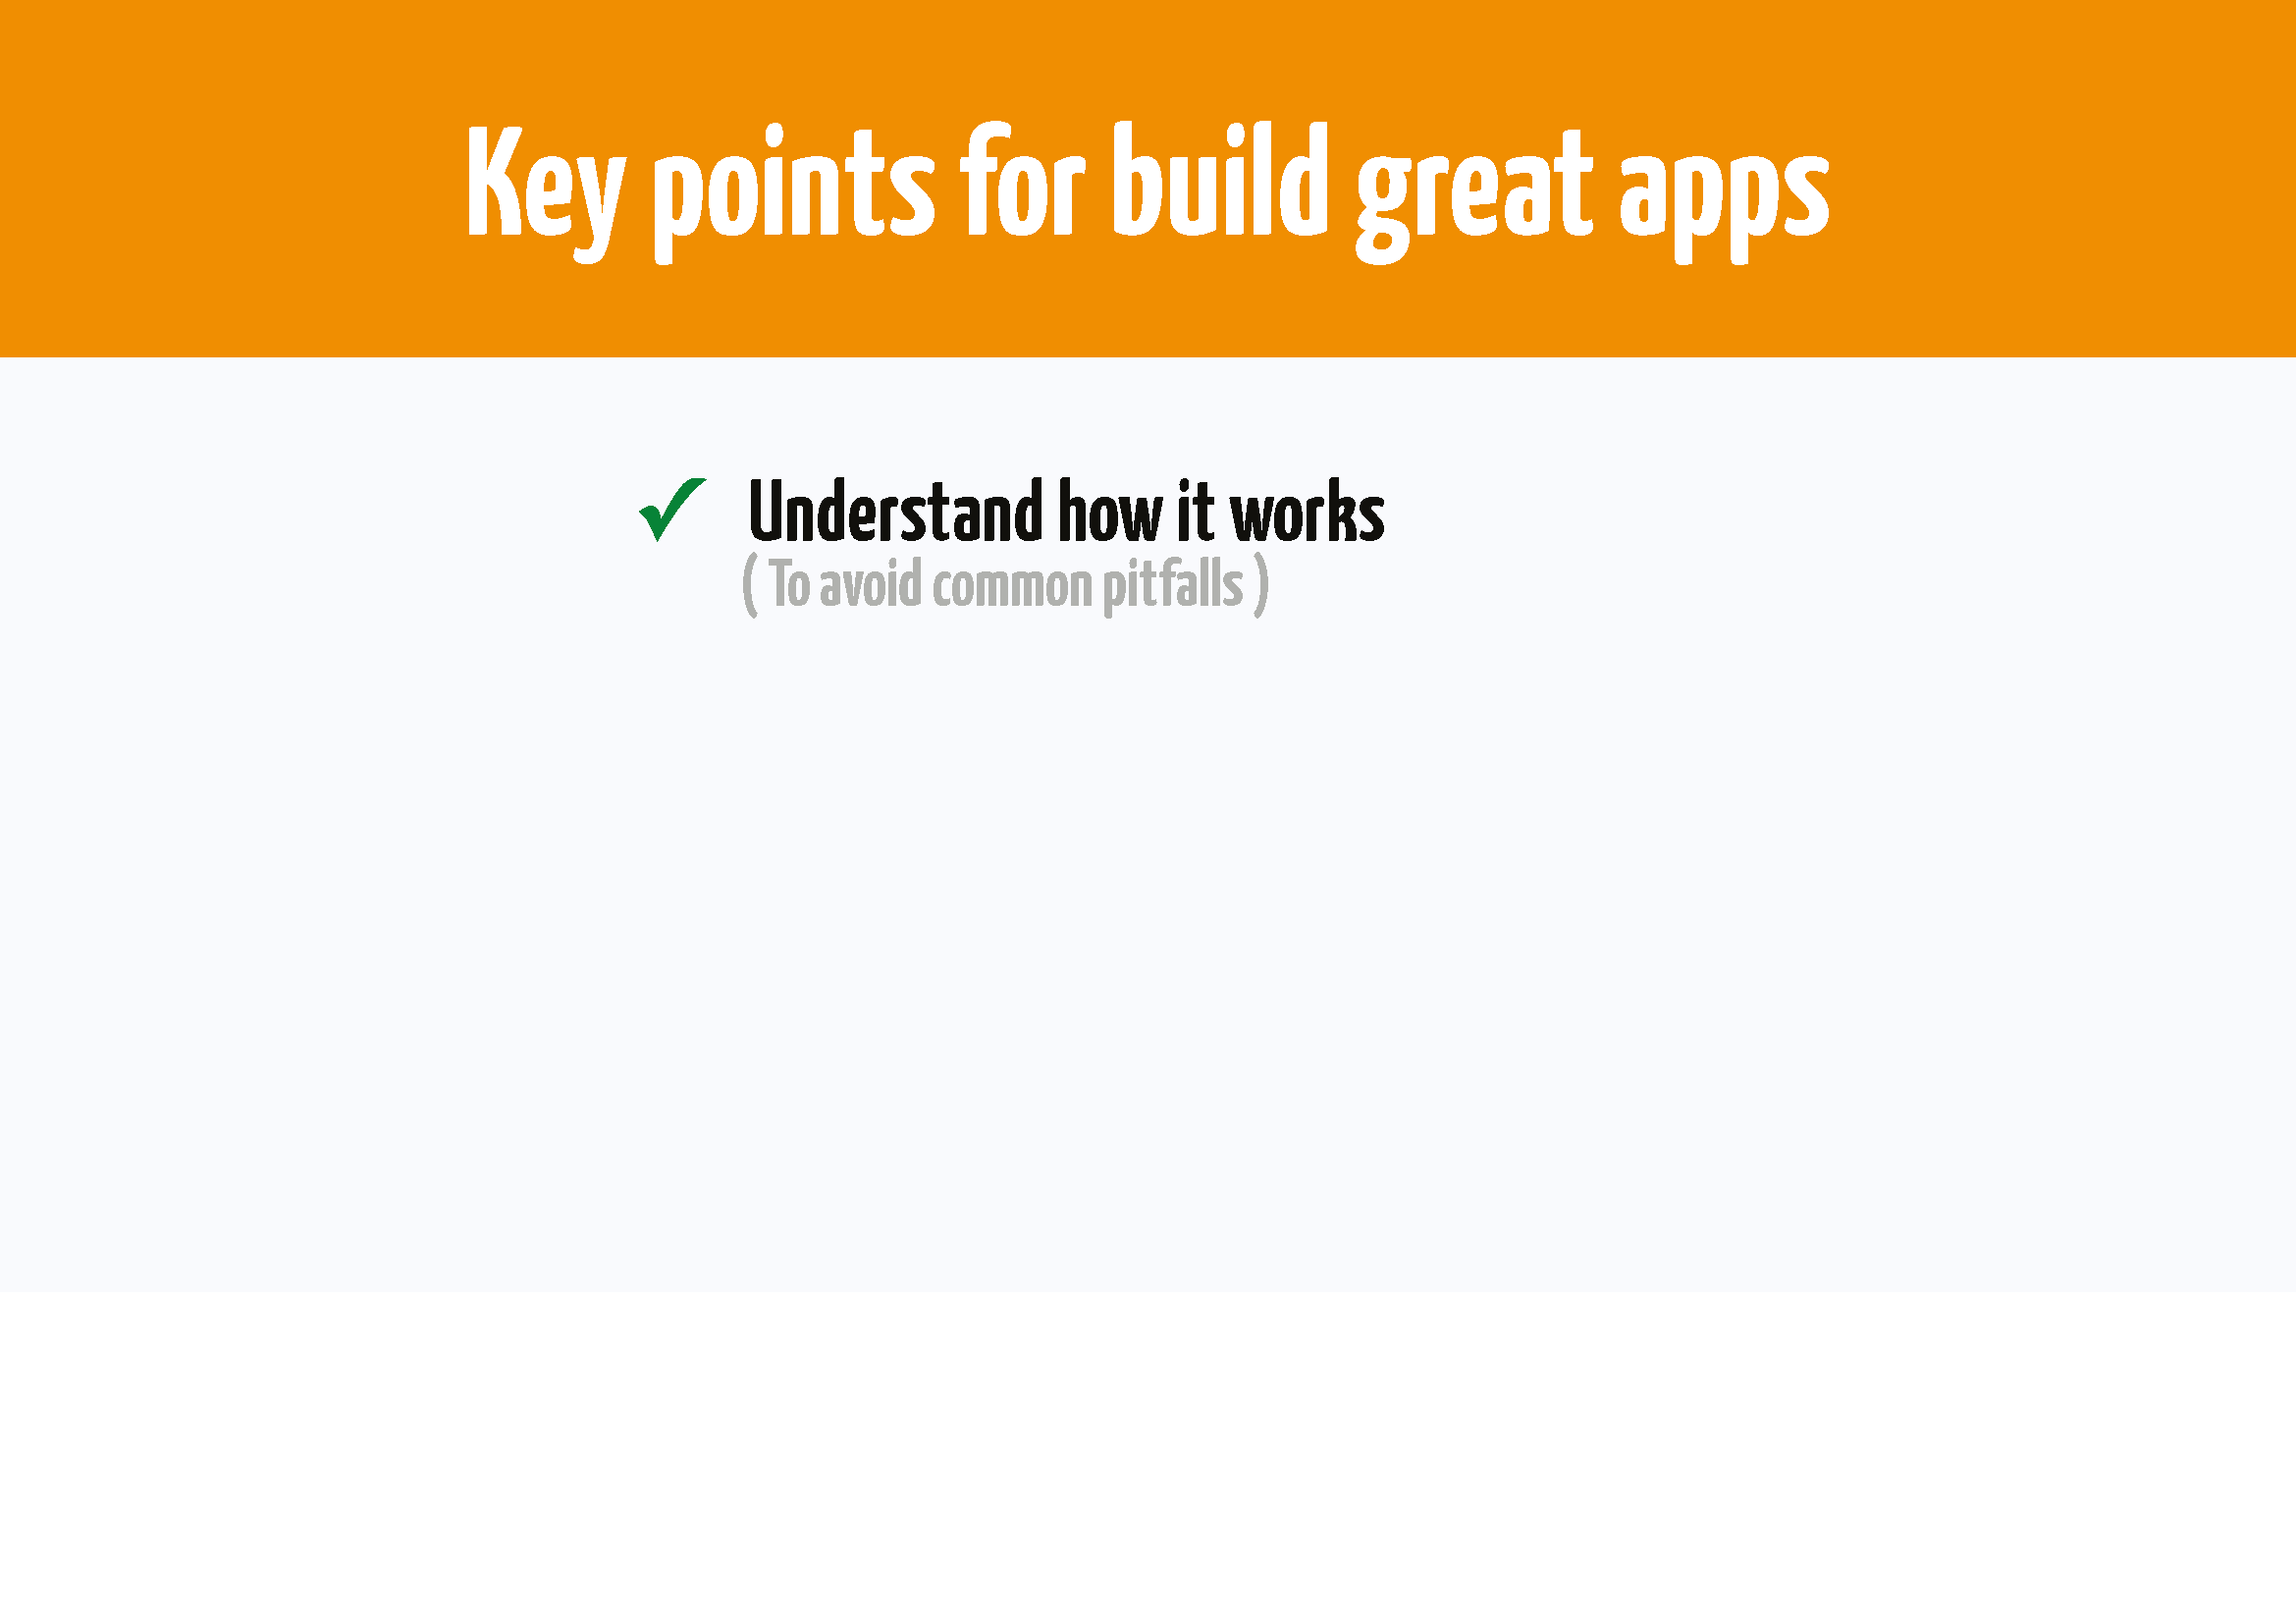 Key points for build great apps
✓ Understand how it works
( To avoid common pitfalls )